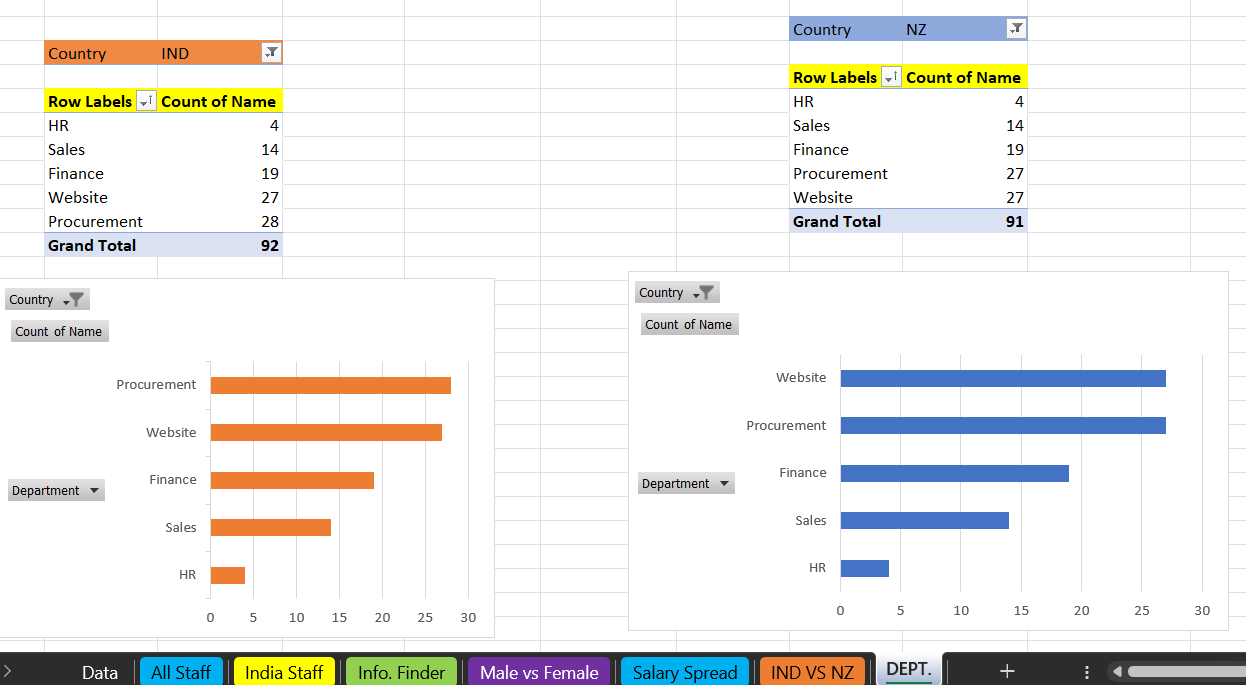 Country IND
Row Labels Count of Name
HR 4
Sales 14
Finance 19
Website 27
Procurement 28
Grand Total 92
Country NZ
Row Labels Count of Name
HR 4
Sales 14
Finance 19
Procurement 27
Website 27
Grand Total 91
Country
Count of Name
Procurement
Website
Finance
Department
Sales
HR
0 5 10 15 20 25 30
Country
Count of Name
Website
Procurement
Finance
Department
Sales
HR
0 5 10 15 20 25 30
Data All Staff India Staff Info. Finder Male vs Female Salary Spread IND VS NZ DEPT.